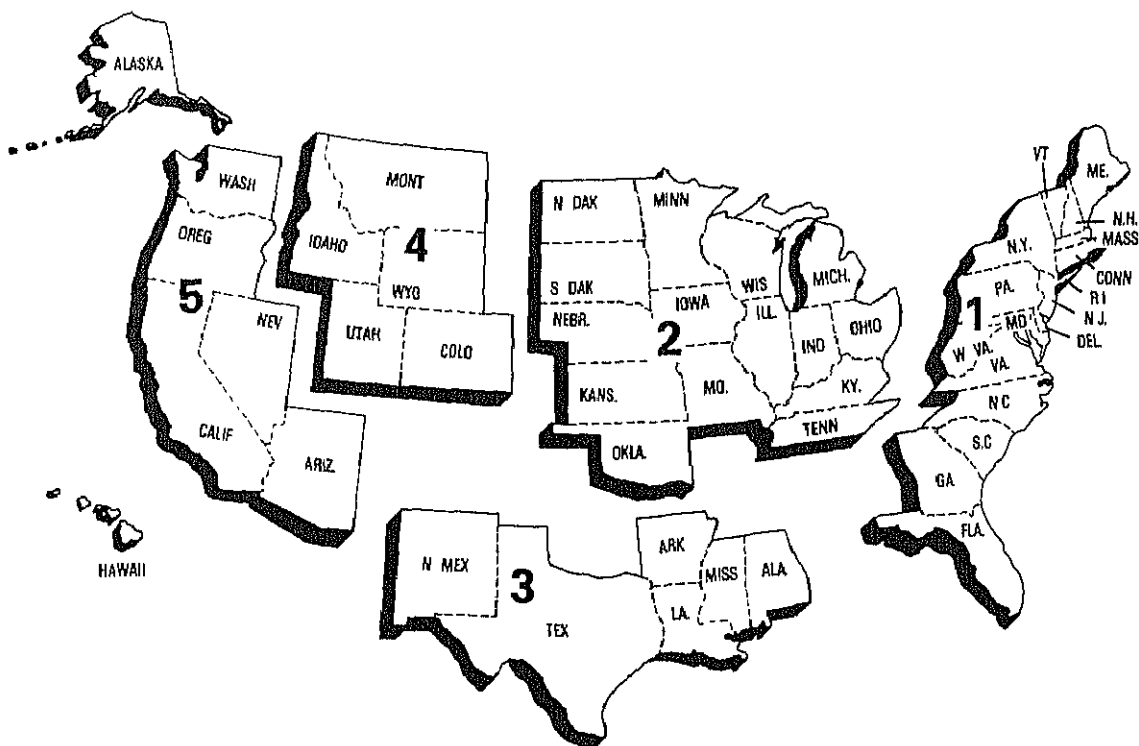 ALASKA
WASH
OREG
5
NEV.
CALIF
ARIZ.
HAWAII
MONT
IDAHO
4
WYO
UTAH
COLO
N DAK
MINN
S DAK
WIS
MICH.
NEBR.
IOWA
2
ILL.
IND
OHIO
KANS.
MO.
KY.
TENN
OKLA.
N MEX
3
TEX
ARK
LA.
MISS
ALA.
VT
ME.
N.H.
MASS
N.Y.
CONN
R I
PA.
1
N J.
MD.
DEL.
W VA.
VA.
N C
S.C
GA.
FLA.